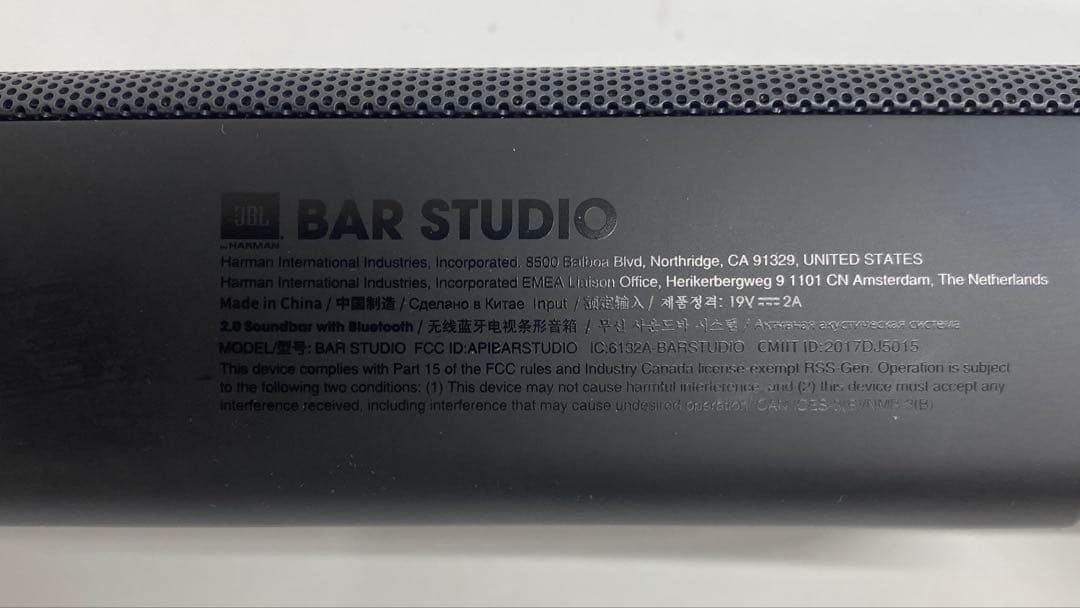 JBL BAR STUDIO
by HARMAN
Harman International Industries, Incorporated. 8500 Balboa Blvd, Northridge, CA 91329, UNITED STATES
Harman International Industries, Incorporated EMEA Liaison Office, Herikerbergweg 9 1101 CN Amsterdam, The Netherlands
Made in China / 中国制造 / Сделано в Китае Input / 额定输入 / 제품정격: 19V⎓2A
2.0 Soundbar with Bluetooth / 无线蓝牙电视条形音箱 / 무선 사운드바 시스템 / Активная акустическая система
MODEL/型号: BAR STUDIO FCC ID:APIBARSTUDIO IC:6132A-BARSTUDIO CMIIT ID:2017DJ5015
This device complies with Part 15 of the FCC rules and Industry Canada license exempt RSS-Gen. Operation is subject
to the following two conditions: (1) This device may not cause harmful interference, and (2) this device must accept any
interference received, including interference that may cause undesired operation. CAN ICES-3(B)/NMB-3(B)